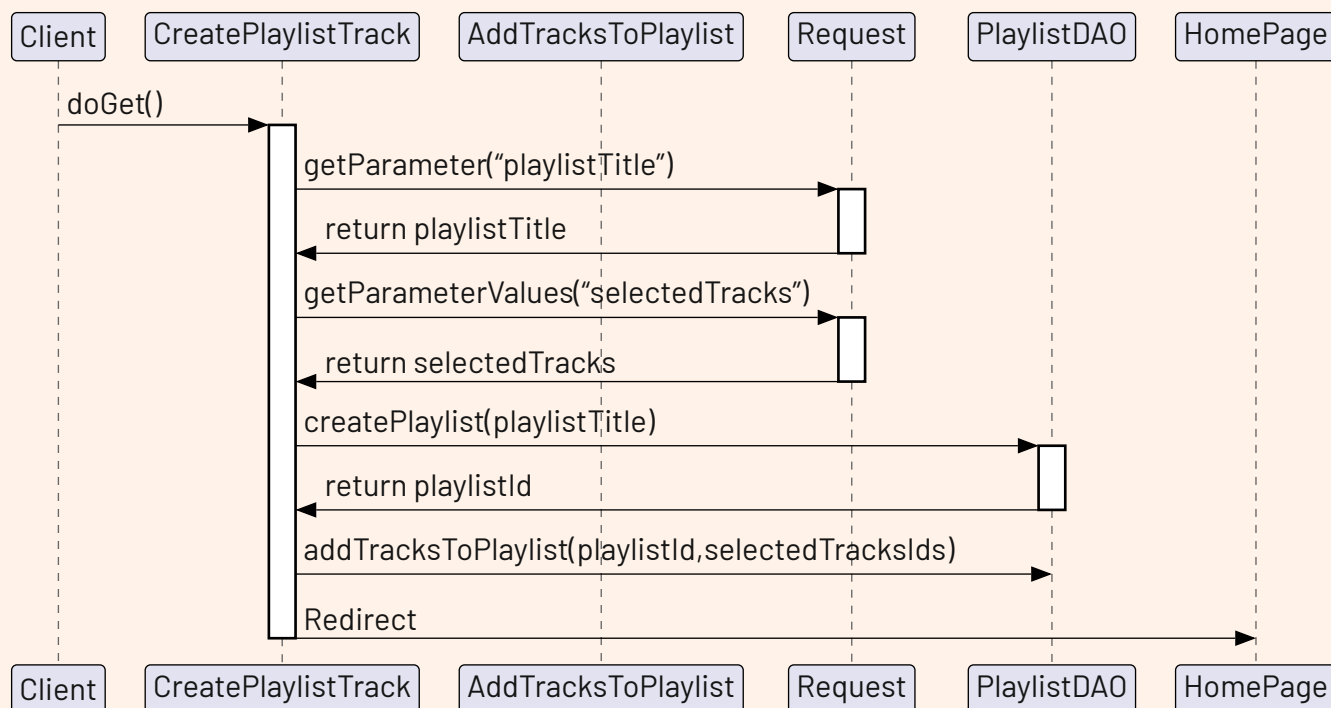 Client CreatePlaylistTrack AddTracksToPlaylist Request PlaylistDAO HomePage
doGet()
getParameter(“playlistTitle”)
return playlistTitle
getParameterValues(“selectedTracks”)
return selectedTracks
createPlaylist(playlistTitle)
return playlistId
addTracksToPlaylist(playlistId,selectedTracksIds)
Redirect
Client CreatePlaylistTrack AddTracksToPlaylist Request PlaylistDAO HomePage